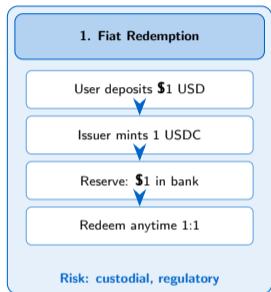 1. Fiat Redemption
User deposits $1 USD
Issuer mints 1 USDC
Reserve: $1 in bank
Redeem anytime 1:1
Risk: custodial, regulatory